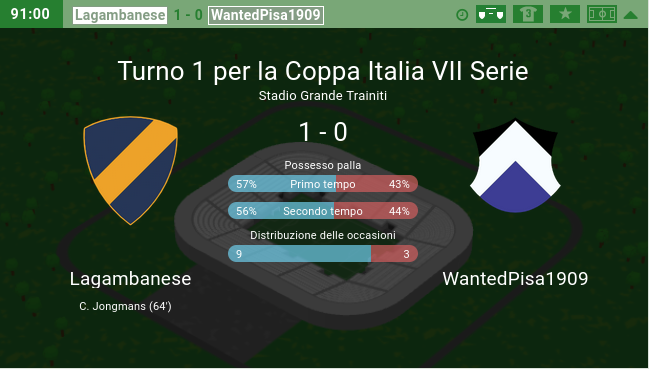 91:00 Lagambanese 1 - 0 WantedPisa1909
3
Turno 1 per la Coppa Italia VII Serie
Stadio Grande Trainiti
1 - 0
Possesso palla
57% Primo tempo 43%
56% Secondo tempo 44%
Distribuzione delle occasioni
9 3
Lagambanese WantedPisa1909
C. Jongmans (64')